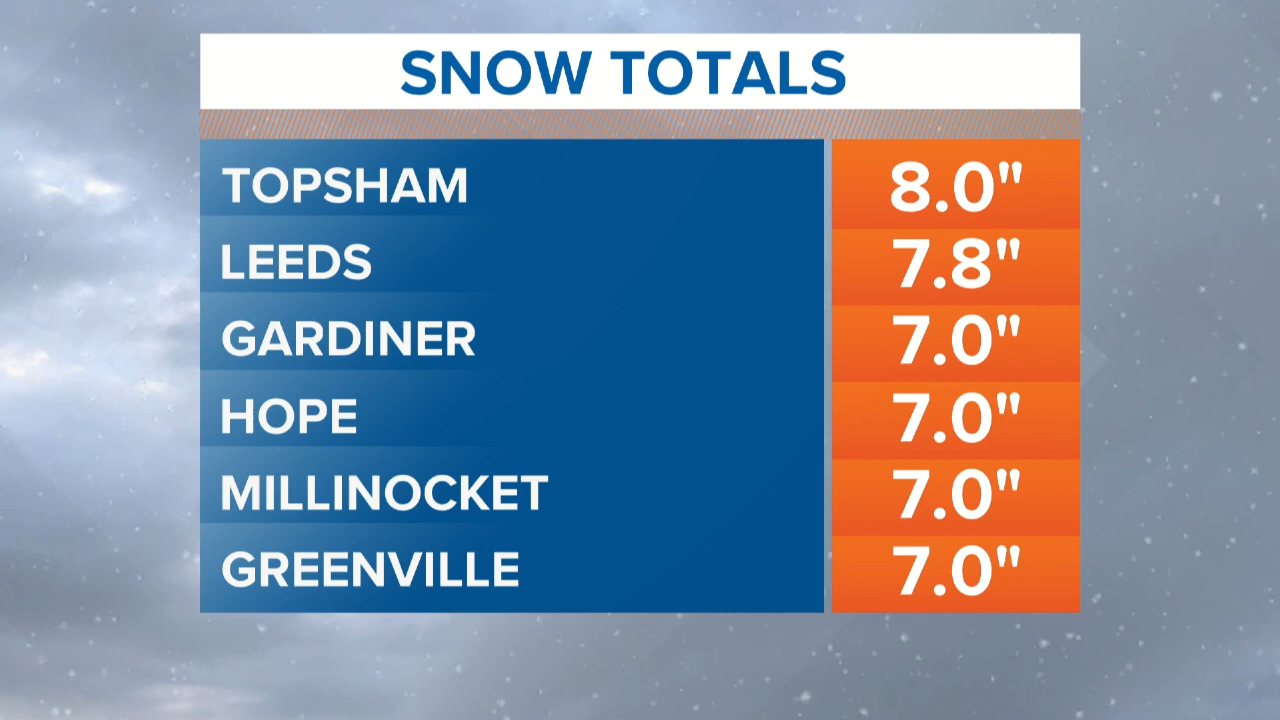 SNOW TOTALS
TOPSHAM 8.0"
LEEDS 7.8"
GARDINER 7.0"
HOPE 7.0"
MILLINOCKET 7.0"
GREENVILLE 7.0"